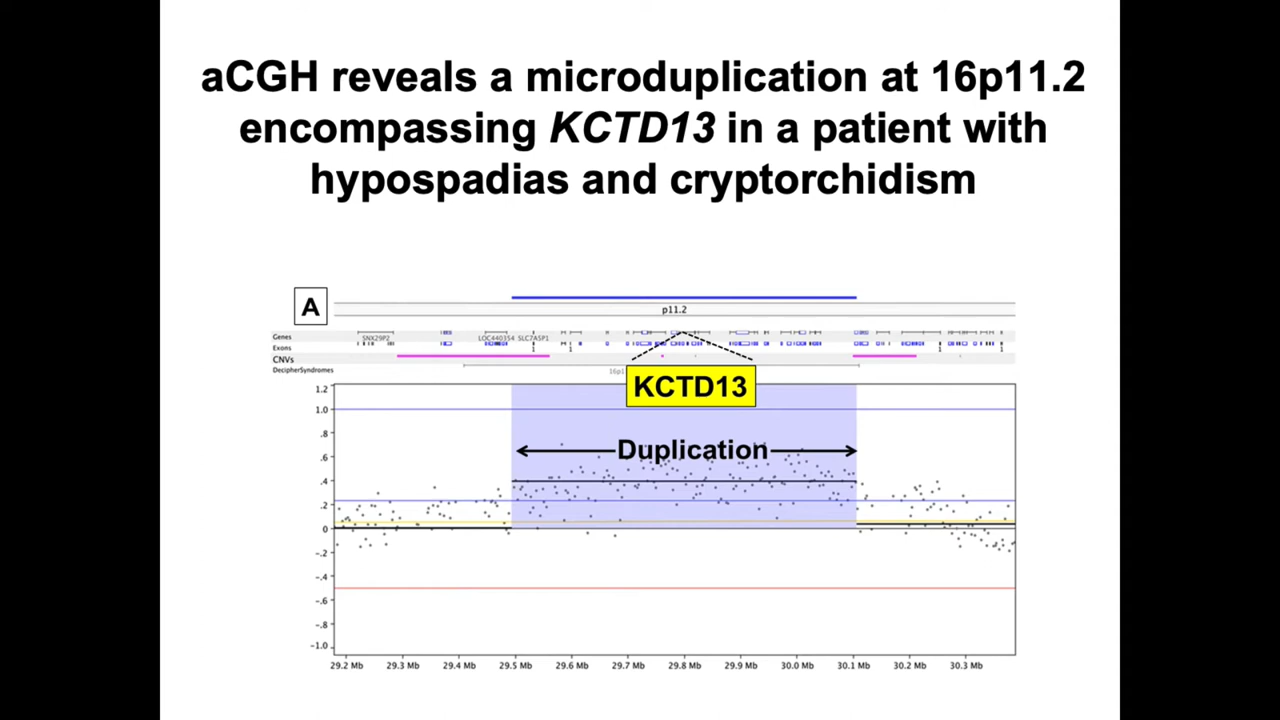 aCGH reveals a microduplication at 16p11.2
encompassing KCTD13 in a patient with
hypospadias and cryptorchidism
A
p11.2
Genes
SNX29P2
LOC440354 SLC7A5P1
Exons
CNVs
DecipherSyndromes
KCTD13
Duplication
1.2
1.0
.8
.6
.4
.2
0
-.2
-.4
-.6
-.8
-1.0
29.2 Mb 29.3 Mb 29.4 Mb 29.5 Mb 29.6 Mb 29.7 Mb 29.8 Mb 29.9 Mb 30.0 Mb 30.1 Mb 30.2 Mb 30.3 Mb